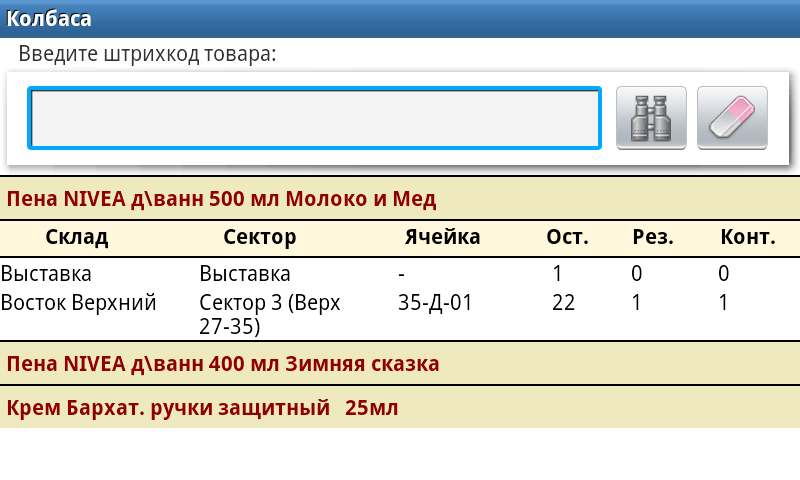 Колбаса
Введите штрихкод товара:
Пена NIVEA д\ванн 500 мл Молоко и Мед
Склад Сектор Ячейка Ост. Рез. Конт.
Выставка Выставка - 1 0 0
Восток Верхний Сектор 3 (Верх 35-Д-01 22 1 1
27-35)
Пена NIVEA д\ванн 400 мл Зимняя сказка
Крем Бархат. ручки защитный 25мл